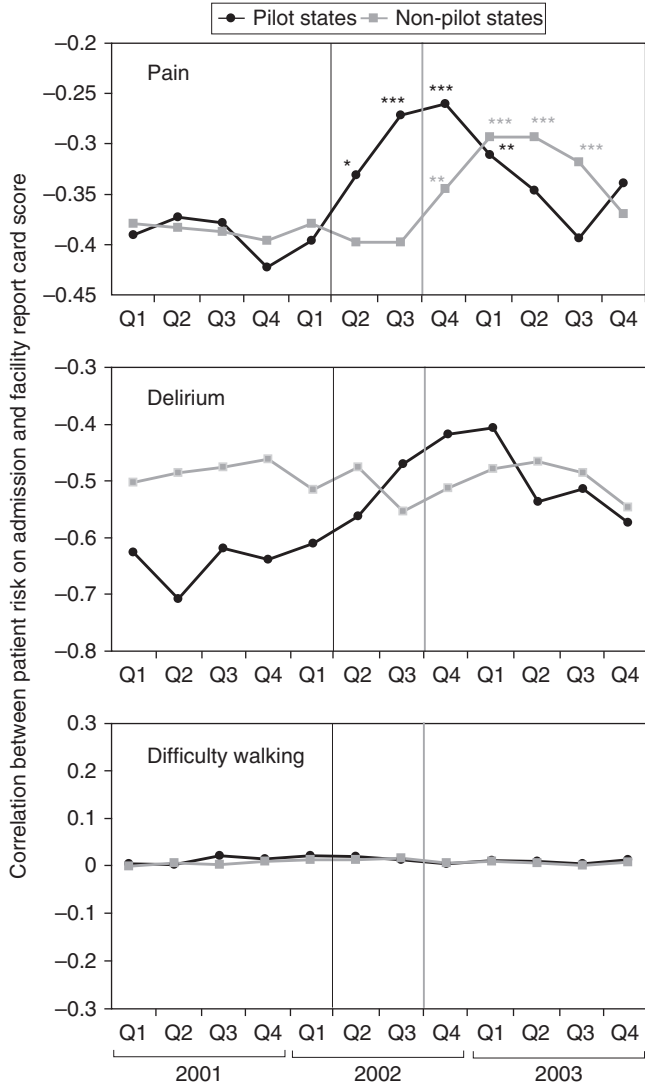 Pilot states Non-pilot states
Correlation between patient risk on admission and facility report card score
Pain
−0.2
−0.25
−0.3
−0.35
−0.4
−0.45
* *** *** **
** *** *** ***
Q1 Q2 Q3 Q4 Q1 Q2 Q3 Q4 Q1 Q2 Q3 Q4
Delirium
−0.3
−0.4
−0.5
−0.6
−0.7
−0.8
Q1 Q2 Q3 Q4 Q1 Q2 Q3 Q4 Q1 Q2 Q3 Q4
Difficulty walking
0.3
0.2
0.1
0
−0.1
−0.2
−0.3
Q1 Q2 Q3 Q4 Q1 Q2 Q3 Q4 Q1 Q2 Q3 Q4
2001 2002 2003